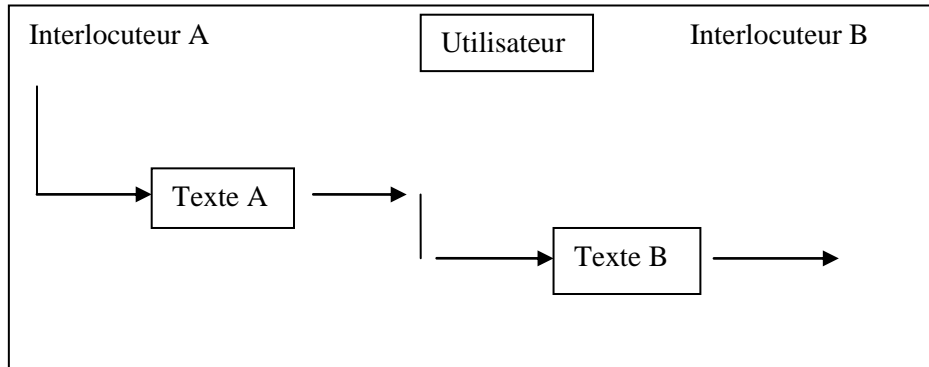 Interlocuteur A
Utilisateur
Interlocuteur B
Texte A
Texte B